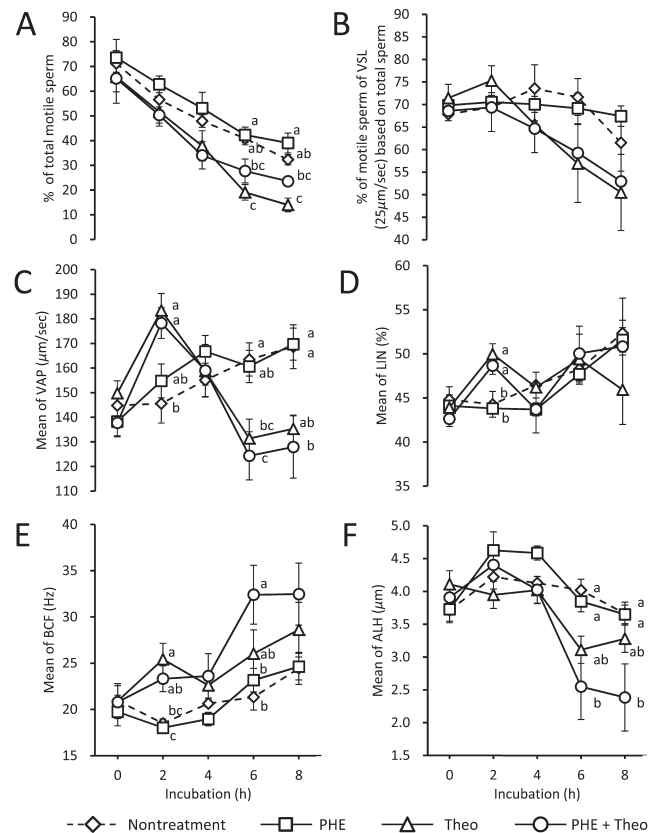 A
% of total motile sperm
90
80
70
60
50
40
30
20
10
0
a
a
ab
ab
bc
bc
c
c
B
% of motile sperm of VSL
(25μm/sec) based on total sperm
90
85
80
75
70
65
60
55
50
45
40
C
Mean of VAP (μm/sec)
200
190
180
170
160
150
140
130
120
110
a
a
ab
b
a
ab
bc
c
a
a
ab
b
D
Mean of LIN (%)
60
55
50
45
40
35
a
a
b
b
E
Mean of BCF (Hz)
40
35
30
25
20
15
a
ab
bc
c
a
ab
b
b
0 2 4 6 8
Incubation (h)
F
Mean of ALH (μm)
5.0
4.5
4.0
3.5
3.0
2.5
2.0
1.5
a
a
ab
b
a
a
ab
b
0 2 4 6 8
Incubation (h)
Nontreatment PHE Theo PHE + Theo